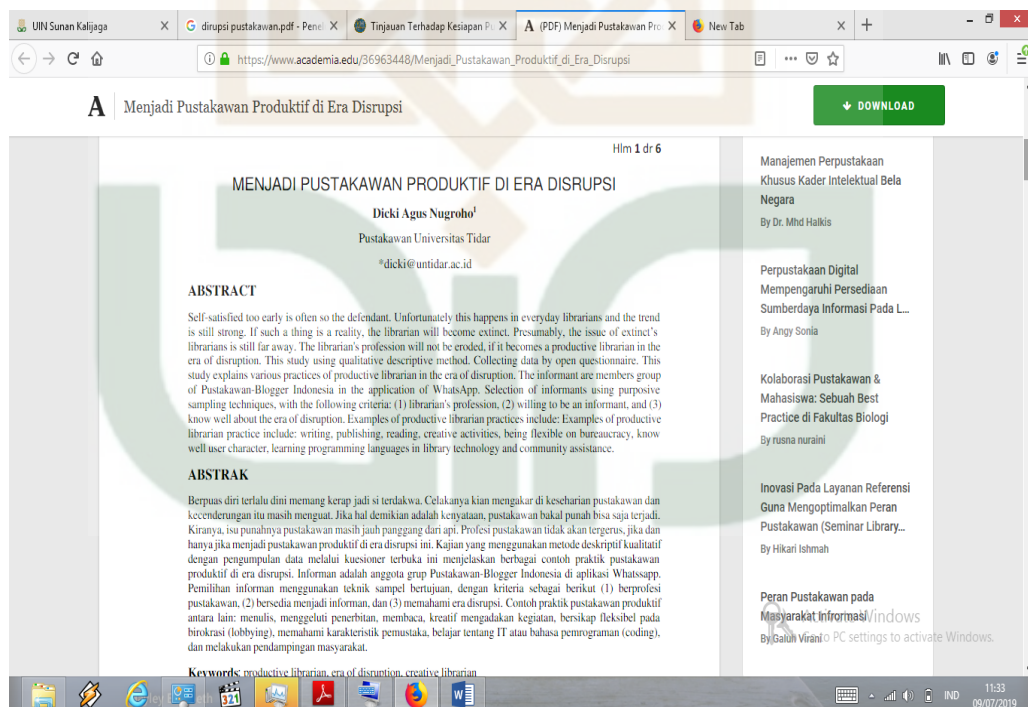 UIN Sunan Kalijaga
dirupsi pustakawan.pdf - Penel
Tinjauan Terhadap Kesiapan Pu
(PDF) Menjadi Pustakawan Pro
New Tab
https://www.academia.edu/36963448/Menjadi_Pustakawan_Produktif_di_Era_Disrupsi
A Menjadi Pustakawan Produktif di Era Disrupsi
DOWNLOAD
Hlm 1 dr 6
MENJADI PUSTAKAWAN PRODUKTIF DI ERA DISRUPSI
Dicki Agus Nugroho1
Pustakawan Universitas Tidar
*dicki@untidar.ac.id
ABSTRACT
Self-satisfied too early is often so the defendant. Unfortunately this happens in everyday librarians and the trend
is still strong. If such a thing is a reality, the librarian will become extinct. Presumably, the issue of extinct's
librarians is still far away. The librarian's profession will not be eroded, if it becomes a productive librarian in the
era of disruption. This study using qualitative descriptive method. Collecting data by open questionnaire. This
study explains various practices of productive librarian in the era of disruption. The informant are members group
of Pustakawan-Blogger Indonesia in the application of WhatsApp. Selection of informants using purposive
sampling techniques, with the following criteria: (1) librarian's profession, (2) willing to be an informant, and (3)
know well about the era of disruption. Examples of productive librarian practices include: Examples of productive
librarian practice include: writing, publishing, reading, creative activities, being flexible on bureaucracy, know
well user character, learning programming languages in library technology and community assistance.
ABSTRAK
Berpuas diri terlalu dini memang kerap jadi si terdakwa. Celakanya kian mengakar di keseharian pustakawan dan
kecenderungan itu masih menguat. Jika hal demikian adalah kenyataan, pustakawan bakal punah bisa saja terjadi.
Kiranya, isu punahnya pustakawan masih jauh panggang dari api. Profesi pustakawan tidak akan tergerus, jika dan
hanya jika menjadi pustakawan produktif di era disrupsi ini. Kajian yang menggunakan metode deskriptif kualitatif
dengan pengumpulan data melalui kuesioner terbuka ini menjelaskan berbagai contoh praktik pustakawan
produktif di era disrupsi. Informan adalah anggota grup Pustakawan-Blogger Indonesia di aplikasi Whatssapp.
Pemilihan informan menggunakan teknik sampel bertujuan, dengan kriteria sebagai berikut (1) berprofesi
pustakawan, (2) bersedia menjadi informan, dan (3) memahami era disrupsi. Contoh praktik pustakawan produktif
antara lain: menulis, menggeluti penerbitan, membaca, kreatif mengadakan kegiatan, bersikap fleksibel pada
birokrasi (lobbying), memahami karakteristik pemustaka, belajar tentang IT atau bahasa pemrograman (coding),
dan melakukan pendampingan masyarakat.
Keywords: productive librarian, era of disruption, creative librarian
Manajemen Perpustakaan
Khusus Kader Intelektual Bela
Negara
By Dr. Mhd Halkis
Perpustakaan Digital
Mempengaruhi Persediaan
Sumberdaya Informasi Pada L...
By Angy Sonia
Kolaborasi Pustakawan &
Mahasiswa: Sebuah Best
Practice di Fakultas Biologi
By rusna nuraini
Inovasi Pada Layanan Referensi
Guna Mengoptimalkan Peran
Pustakawan (Seminar Library...
By Hikari Ishmah
Peran Pustakawan pada
Masyarakat Infromasi
Windows
By Galuh Virani
to PC settings to activate Windows.
IND
11:33
09/07/2019